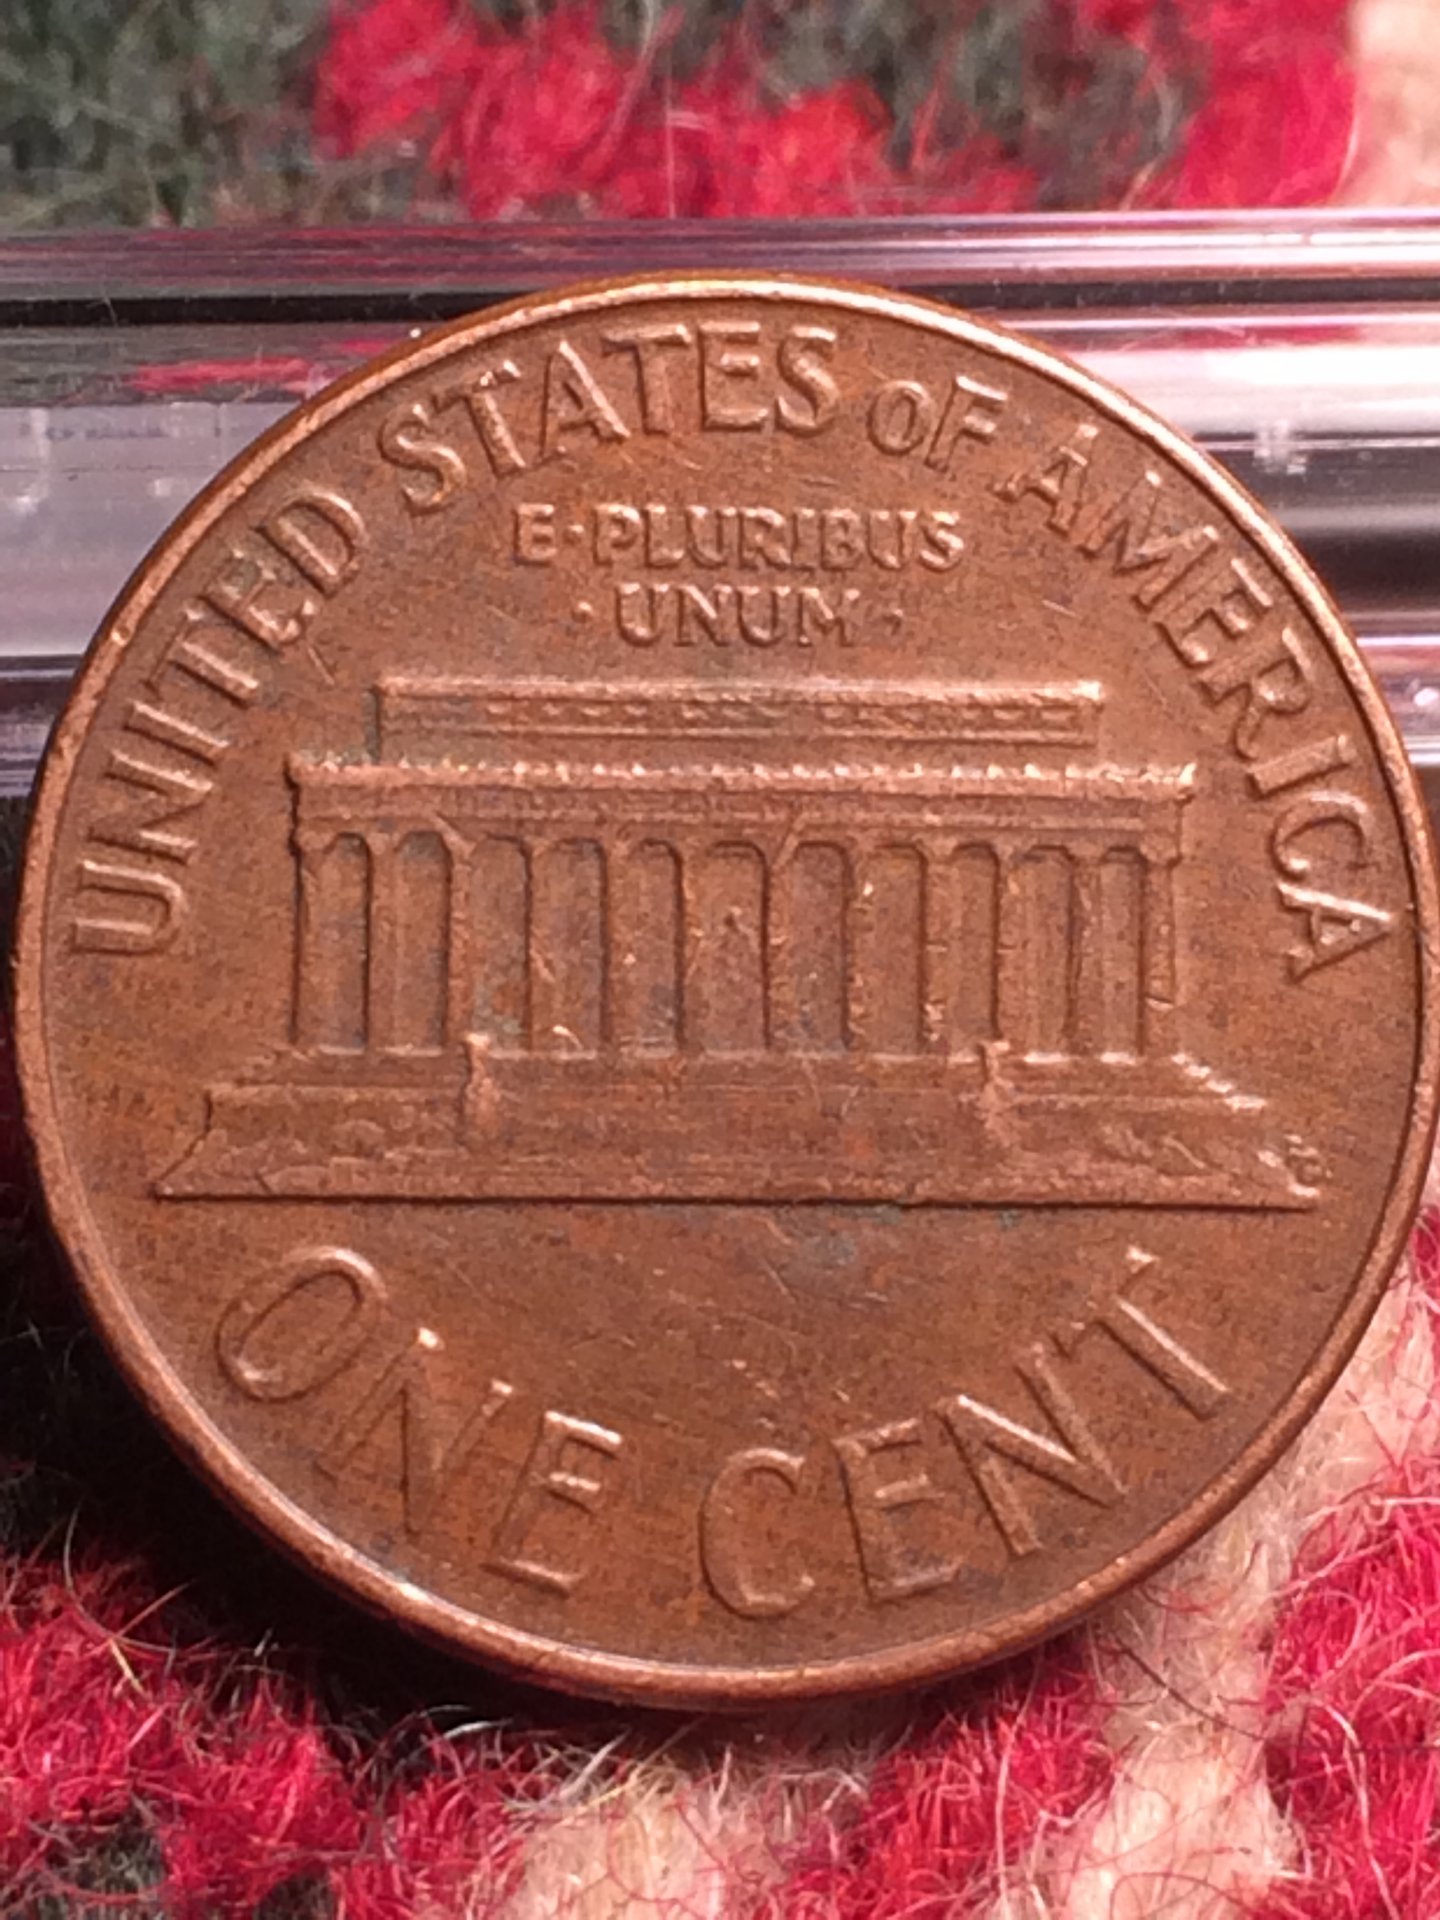 UNITED STATES OF AMERICA
E·PLURIBUS
·UNUM·
ONE CENT